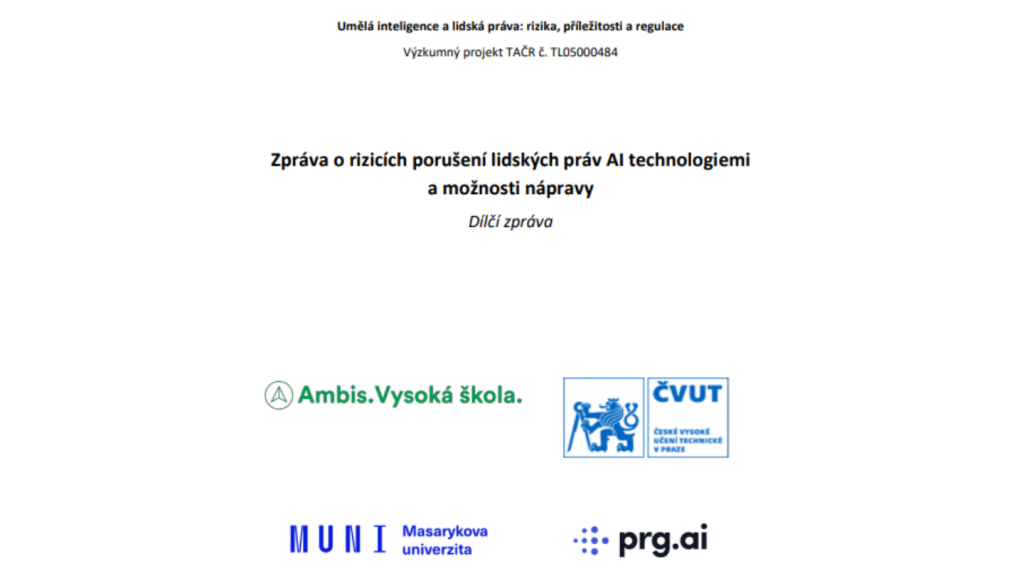 Umělá inteligence a lidská práva: rizika, příležitosti a regulace
Výzkumný projekt TAČR č. TL05000484
Zpráva o rizicích porušení lidských práv AI technologiemi
a možnosti nápravy
Dílčí zpráva
Ambis.Vysoká škola.
ČVUT
ČESKÉ VYSOKÉ
UČENÍ TECHNICKÉ
V PRAZE
MUNI
Masarykova
univerzita
prg.ai